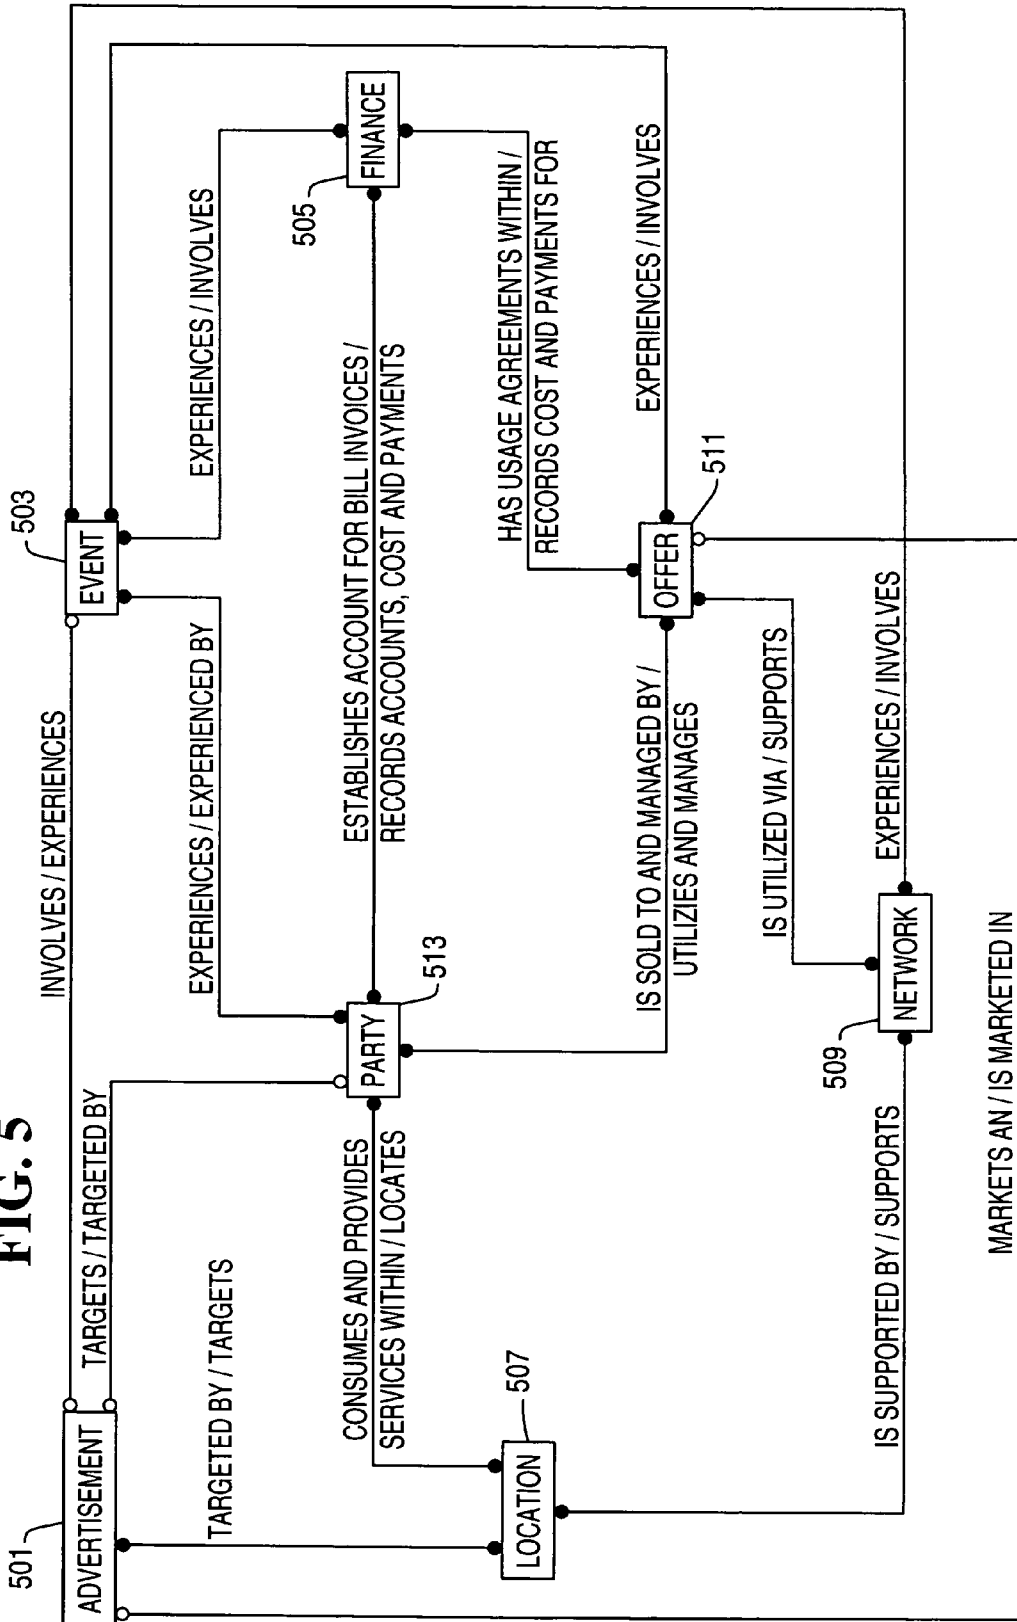 FIG. 5
501
ADVERTISEMENT
INVOLVES / EXPERIENCES
503
EVENT
TARGETS / TARGETED BY
TARGETED BY / TARGETS
EXPERIENCES / EXPERIENCED BY
EXPERIENCES / INVOLVES
505
FINANCE
CONSUMES AND PROVIDES
SERVICES WITHIN / LOCATES
PARTY
513
ESTABLISHES ACCOUNT FOR BILL INVOICES /
RECORDS ACCOUNTS, COST AND PAYMENTS
507
LOCATION
HAS USAGE AGREEMENTS WITHIN /
RECORDS COST AND PAYMENTS FOR
IS SOLD TO AND MANAGED BY /
UTILIZIES AND MANAGES
OFFER
511
EXPERIENCES / INVOLVES
IS UTILIZED VIA / SUPPORTS
IS SUPPORTED BY / SUPPORTS
509
NETWORK
EXPERIENCES / INVOLVES
MARKETS AN / IS MARKETED IN